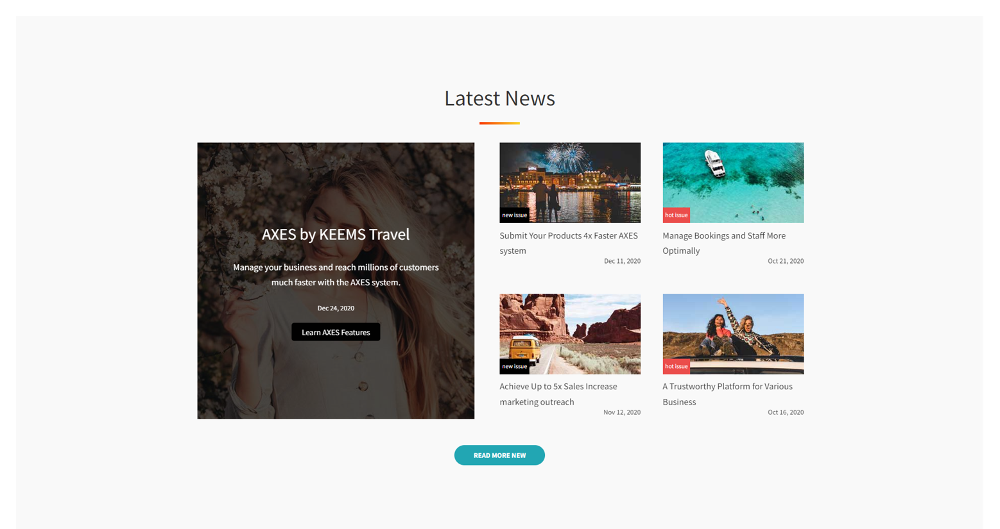 Latest News
AXES by KEEMS Travel
Manage your business and reach millions of customers
much faster with the AXES system.
Dec 24, 2020
Learn AXES Features
new issue
Submit Your Products 4x Faster AXES
system
Dec 11, 2020
hot issue
Manage Bookings and Staff More
Optimally
Oct 21, 2020
new issue
Achieve Up to 5x Sales Increase
marketing outreach
Nov 12, 2020
hot issue
A Trustworthy Platform for Various
Business
Oct 16, 2020
READ MORE NEW